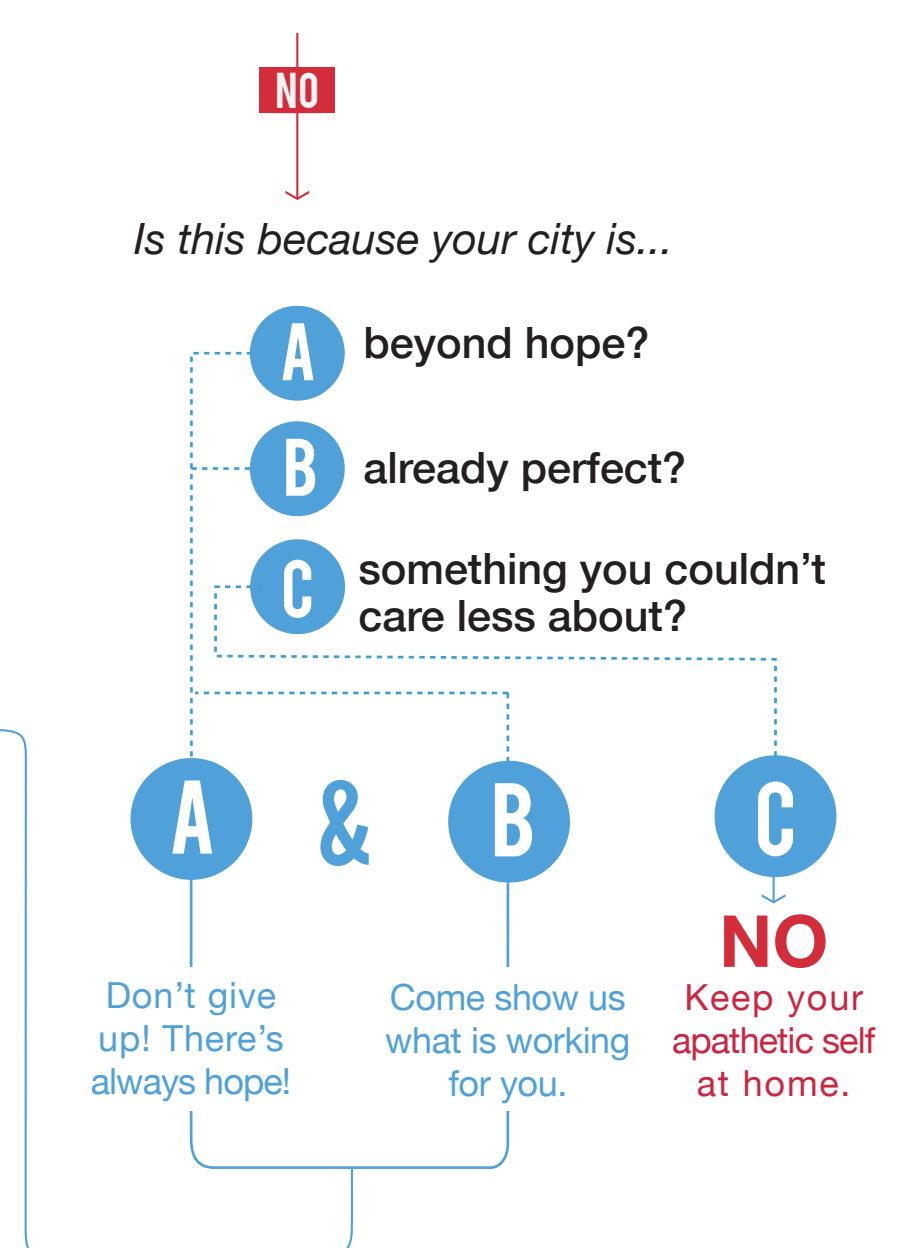 NO
Is this because your city is...
A beyond hope?
B already perfect?
C something you couldn't
care less about?
A & B C
Don't give
up! There's
always hope!
Come show us
what is working
for you.
NO
Keep your
apathetic self
at home.